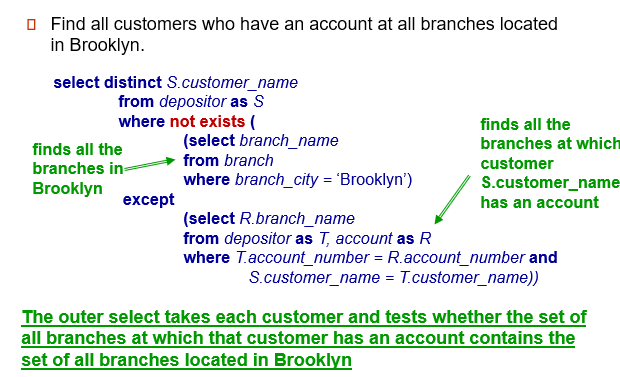 Find all customers who have an account at all branches located
in Brooklyn.
select distinct S.customer_name
from depositor as S
where not exists (
(select branch_name
from branch
where branch_city = ‘Brooklyn’)
except
(select R.branch_name
from depositor as T, account as R
where T.account_number = R.account_number and
S.customer_name = T.customer_name))
finds all the
branches in
Brooklyn
finds all the
branches at which
customer
S.customer_name
has an account
The outer select takes each customer and tests whether the set of
all branches at which that customer has an account contains the
set of all branches located in Brooklyn